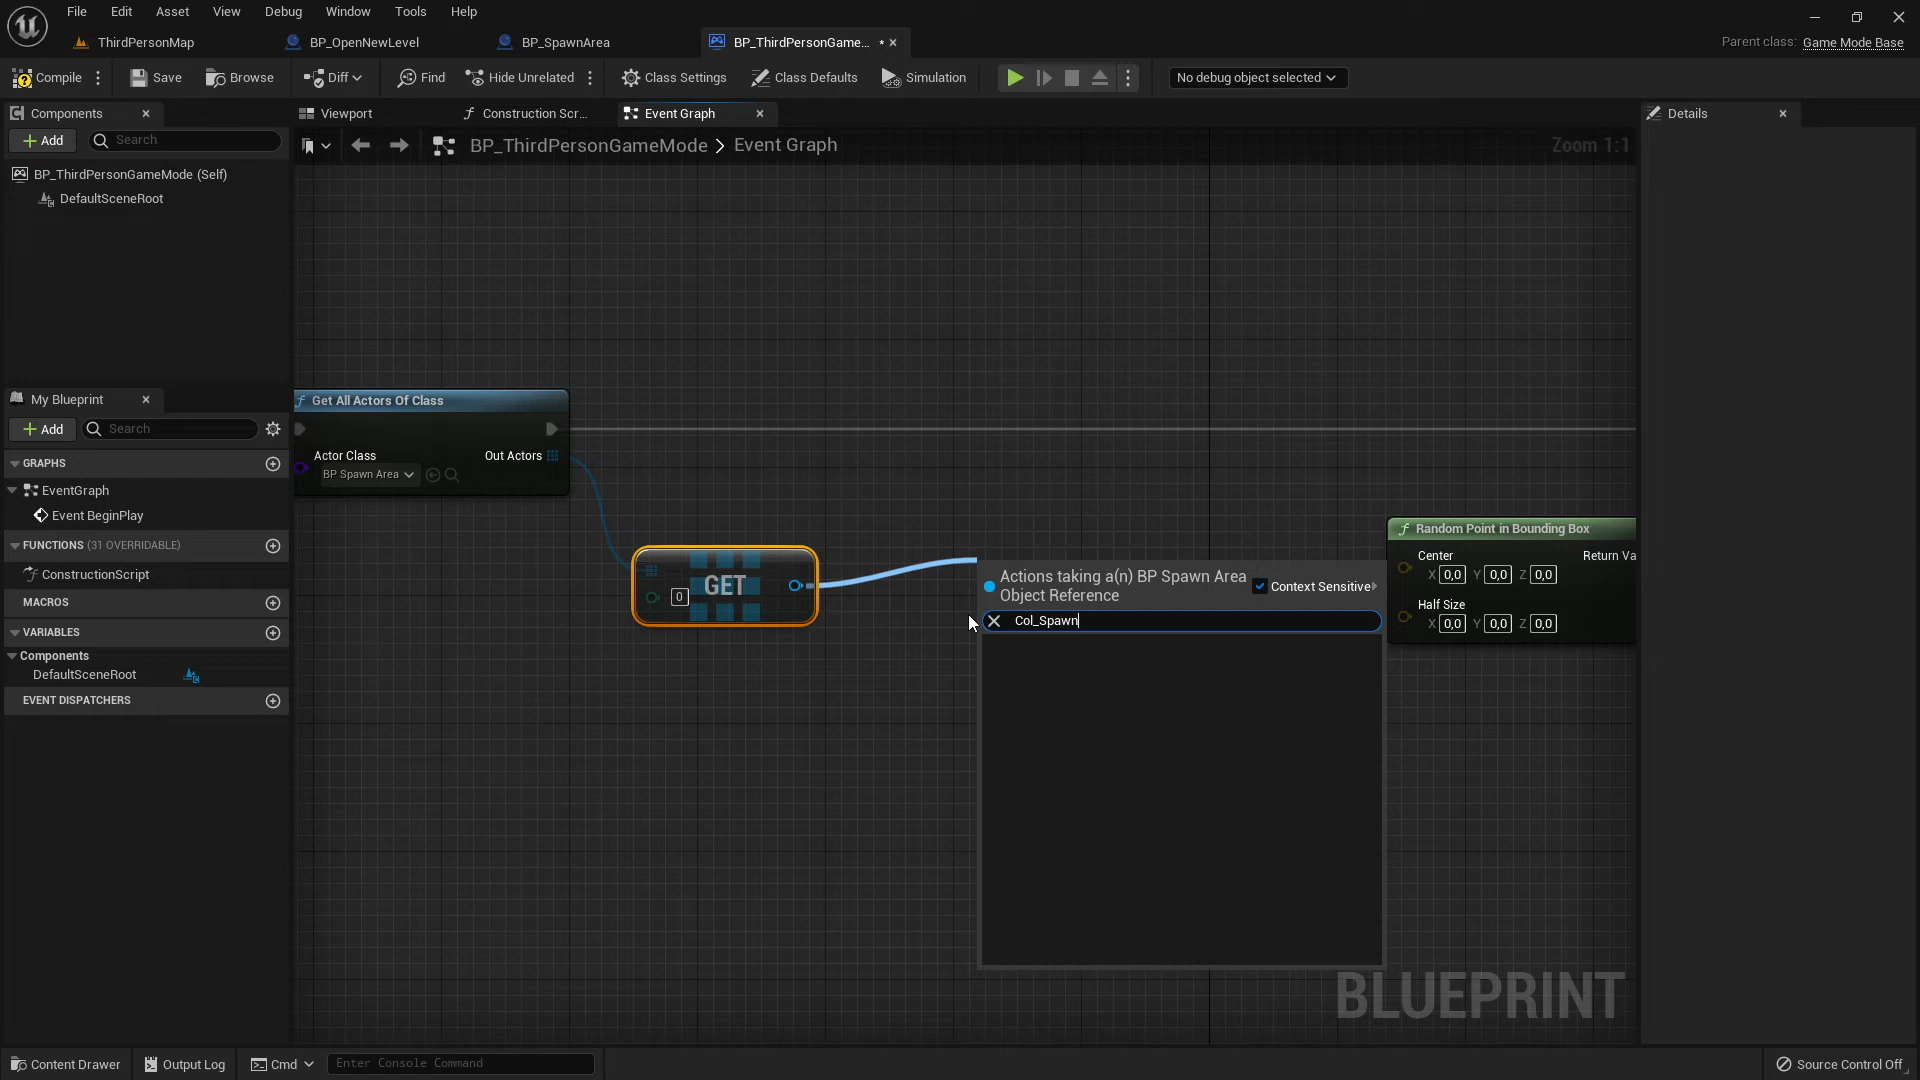 File Edit Asset View Debug Window Tools Help
ThirdPersonMap BP_OpenNewLevel BP_SpawnArea BP_ThirdPersonGame... Parent class: Game Mode Base
Compile Save Browse Diff Find Hide Unrelated Class Settings Class Defaults Simulation No debug object selected
Components Viewport Construction Scr... Event Graph Details
Add Search BP_ThirdPersonGameMode > Event Graph Zoom 1:1
BP_ThirdPersonGameMode (Self)
DefaultSceneRoot
My Blueprint
Add Search
GRAPHS
EventGraph
Event BeginPlay
FUNCTIONS (31 OVERRIDABLE)
ConstructionScript
MACROS
VARIABLES
Components
DefaultSceneRoot
EVENT DISPATCHERS
Get All Actors Of Class
Actor Class Out Actors
BP Spawn Area
GET
0
Actions taking a(n) BP Spawn Area
Object Reference
Context Sensitive
Col_Spawn
Random Point in Bounding Box
Center Return Va
X 0,0 Y 0,0 Z 0,0
Half Size
X 0,0 Y 0,0 Z 0,0
BLUEPRINT
Content Drawer Output Log Cmd Enter Console Command Source Control Off